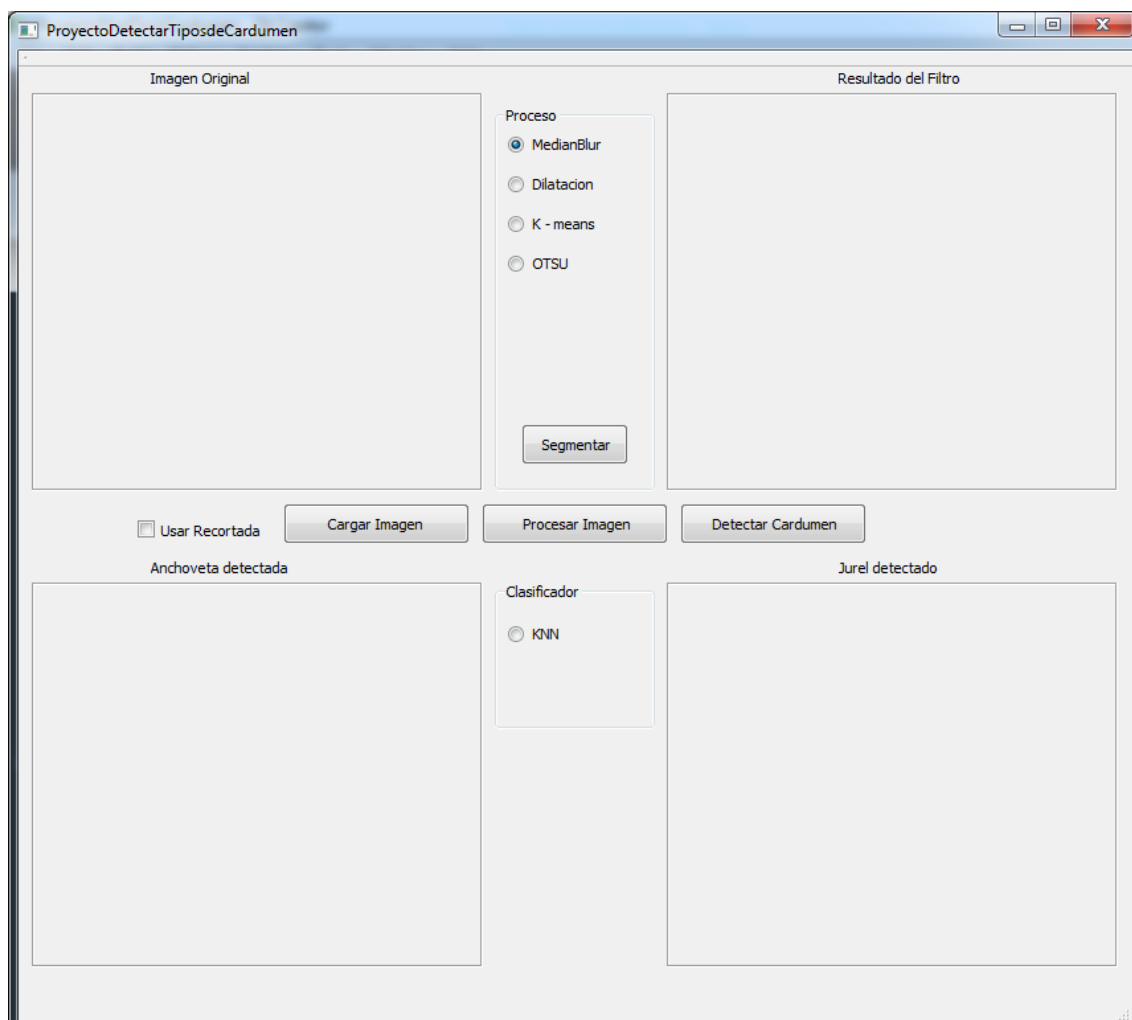 ProyectoDetectarTiposdeCardumen
Imagen Original
Resultado del Filtro
Proceso
MedianBlur
Dilatacion
K - means
OTSU
Segmentar
Usar Recortada
Cargar Imagen
Procesar Imagen
Detectar Cardumen
Anchoveta detectada
Jurel detectado
Clasificador
KNN